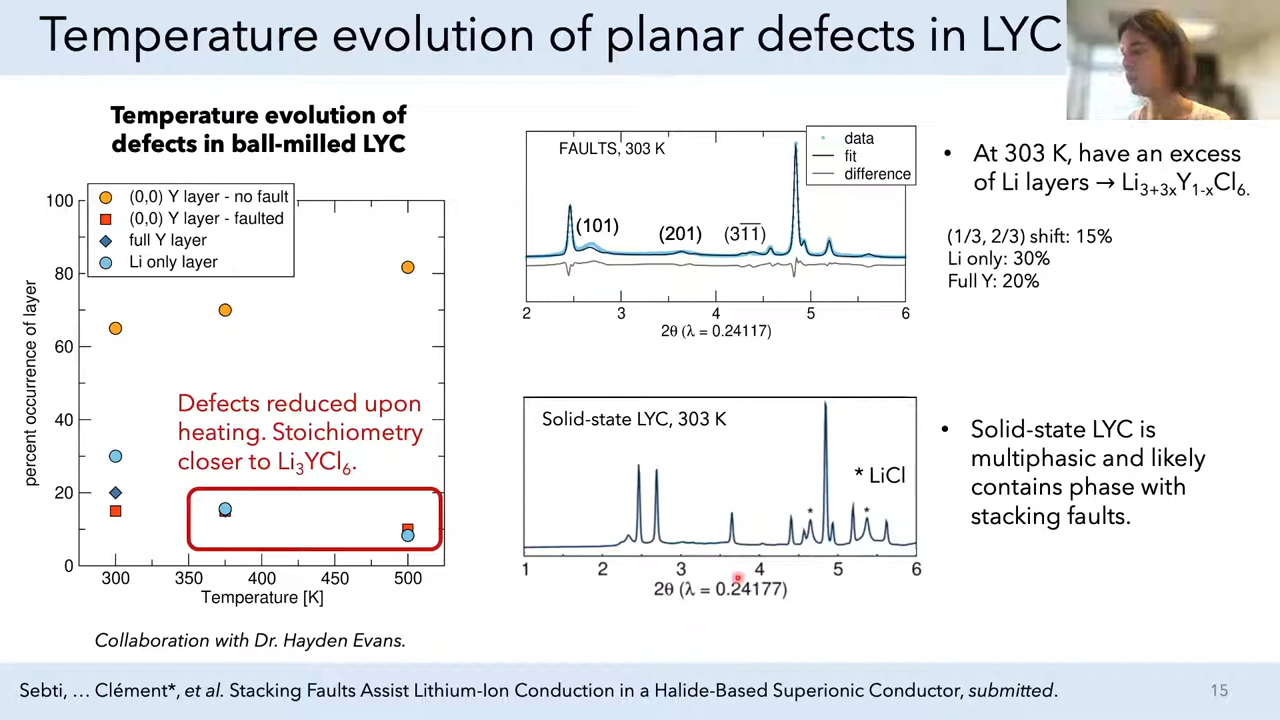 Temperature evolution of planar defects in LYC
Temperature evolution of
defects in ball-milled LYC
(0,0) Y layer - no fault
(0,0) Y layer - faulted
full Y layer
Li only layer
100
80
60
40
20
0
percent occurrence of layer
Defects reduced upon
heating. Stoichiometry
closer to Li₃YCl₆.
300
350
400
450
500
Temperature [K]
Collaboration with Dr. Hayden Evans.
FAULTS, 303 K
data
fit
difference
(101)
(201)
(31̅1̅)
2
3
4
5
6
2θ (λ = 0.24117)
• At 303 K, have an excess
of Li layers → Li₃₊₃ₓY₁₋ₓCl₆.
(1/3, 2/3) shift: 15%
Li only: 30%
Full Y: 20%
Solid-state LYC, 303 K
* LiCl
*
*
1
2
3
4
5
6
2θ (λ = 0.24177)
• Solid-state LYC is
multiphasic and likely
contains phase with
stacking faults.
Sebti, … Clément*, et al. Stacking Faults Assist Lithium-Ion Conduction in a Halide-Based Superionic Conductor, submitted.
15